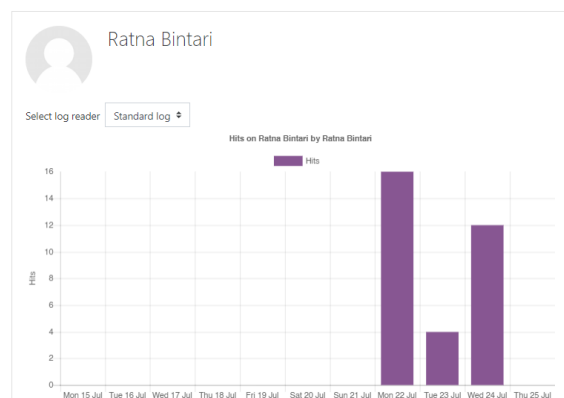 Ratna Bintari
Select log reader Standard log
Hits on Ratna Bintari by Ratna Bintari
Hits
16
14
12
10
8
6
4
2
0
Hits
Mon 15 Jul Tue 16 Jul Wed 17 Jul Thu 18 Jul Fri 19 Jul Sat 20 Jul Sun 21 Jul Mon 22 Jul Tue 23 Jul Wed 24 Jul Thu 25 Jul